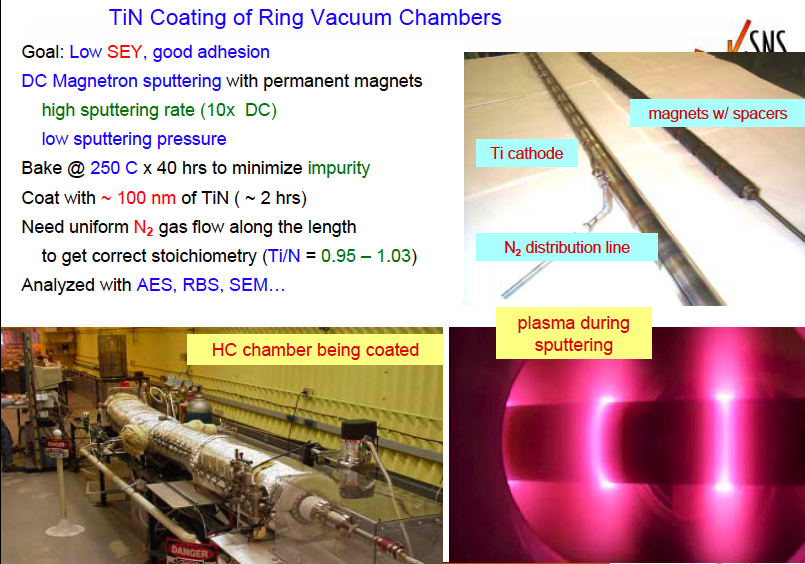 TiN Coating of Ring Vacuum Chambers
SNS
Goal: Low SEY, good adhesion
DC Magnetron sputtering with permanent magnets
high sputtering rate (10x DC)
low sputtering pressure
Bake @ 250 C x 40 hrs to minimize impurity
Coat with ~ 100 nm of TiN ( ~ 2 hrs)
Need uniform N₂ gas flow along the length
to get correct stoichiometry (Ti/N = 0.95 – 1.03)
Analyzed with AES, RBS, SEM…
magnets w/ spacers
Ti cathode
N₂ distribution line
HC chamber being coated
plasma during
sputtering
DANGER
DANGER
DANGER